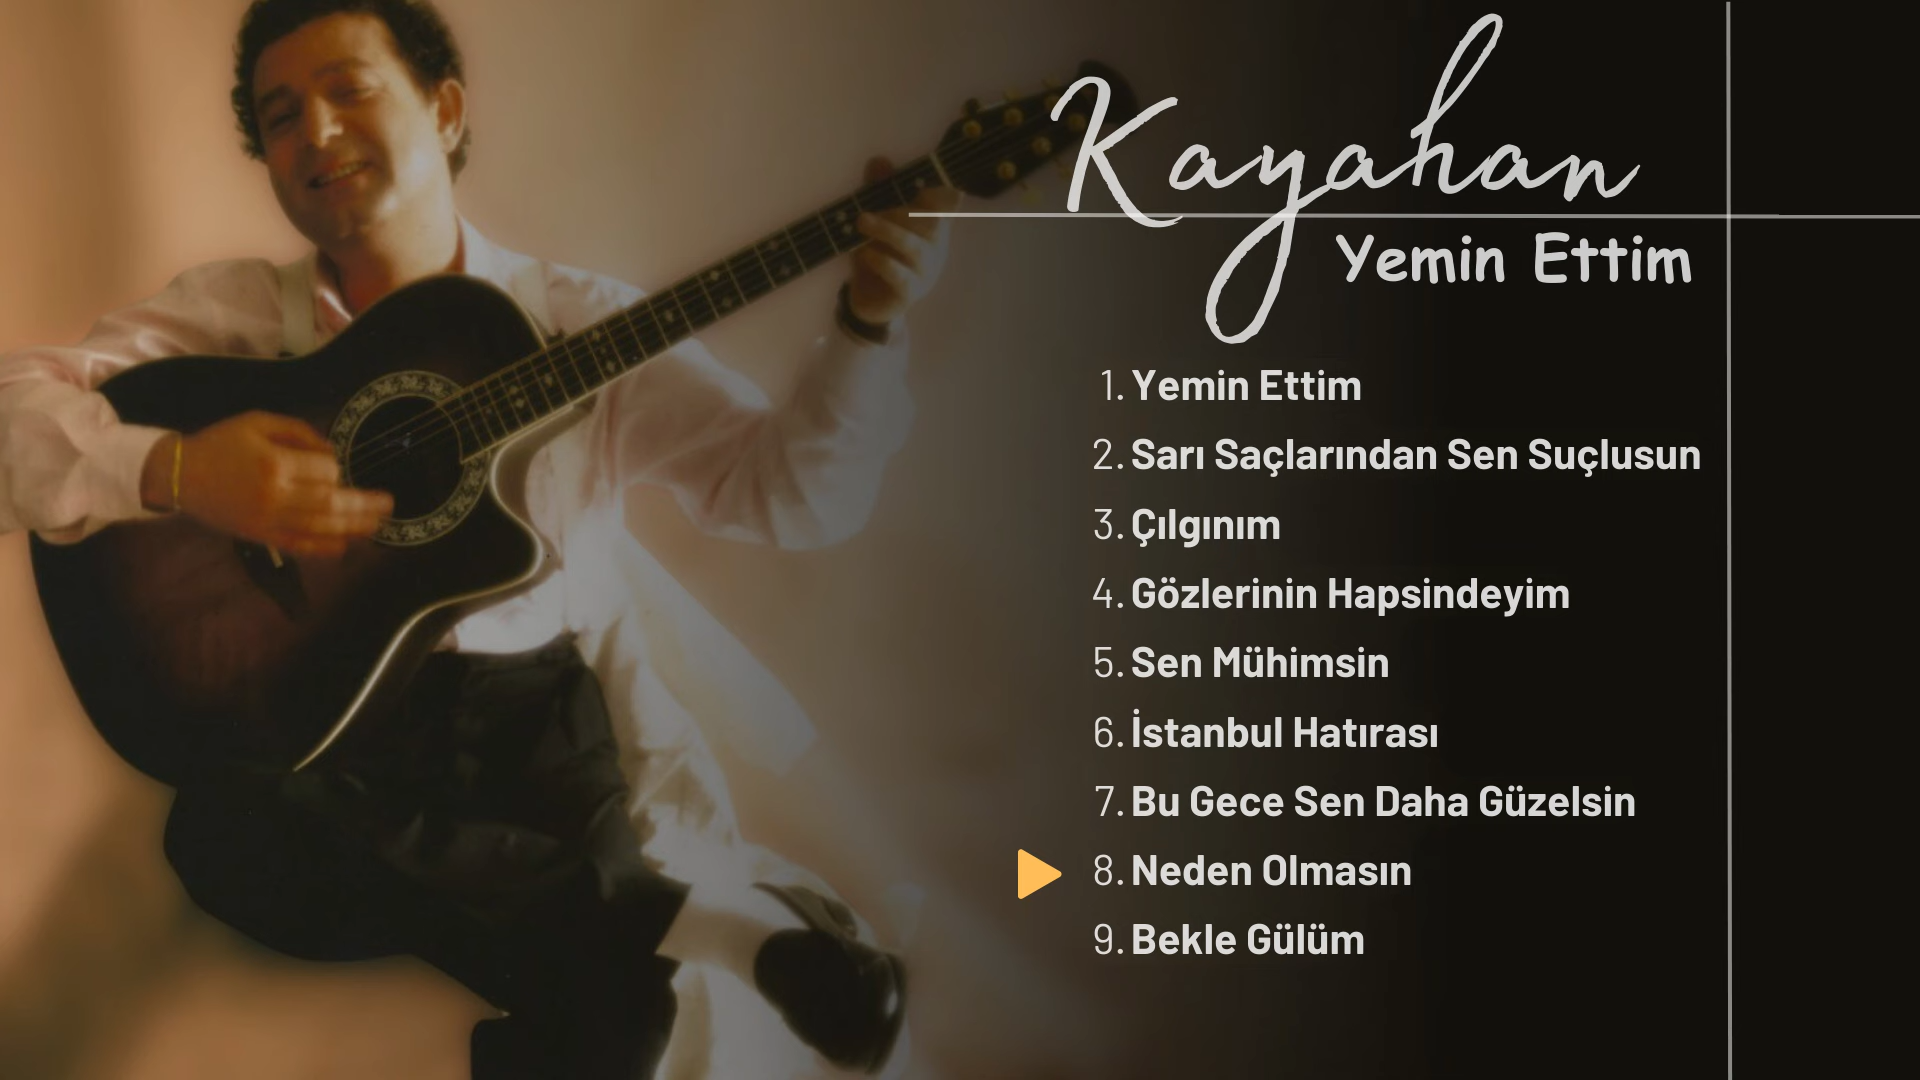 Kayahan
Yemin Ettim
1. Yemin Ettim
2. Sarı Saçlarından Sen Suçlusun
3. Çılgınım
4. Gözlerinin Hapsindeyim
5. Sen Mühimsin
6. İstanbul Hatırası
7. Bu Gece Sen Daha Güzelsin
8. Neden Olmasın
9. Bekle Gülüm